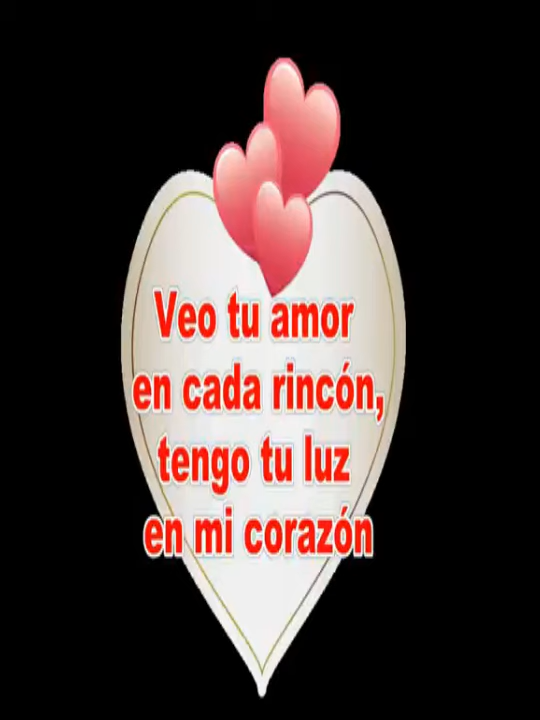 Veo tu amor
en cada rincón,
tengo tu luz
en mi corazón